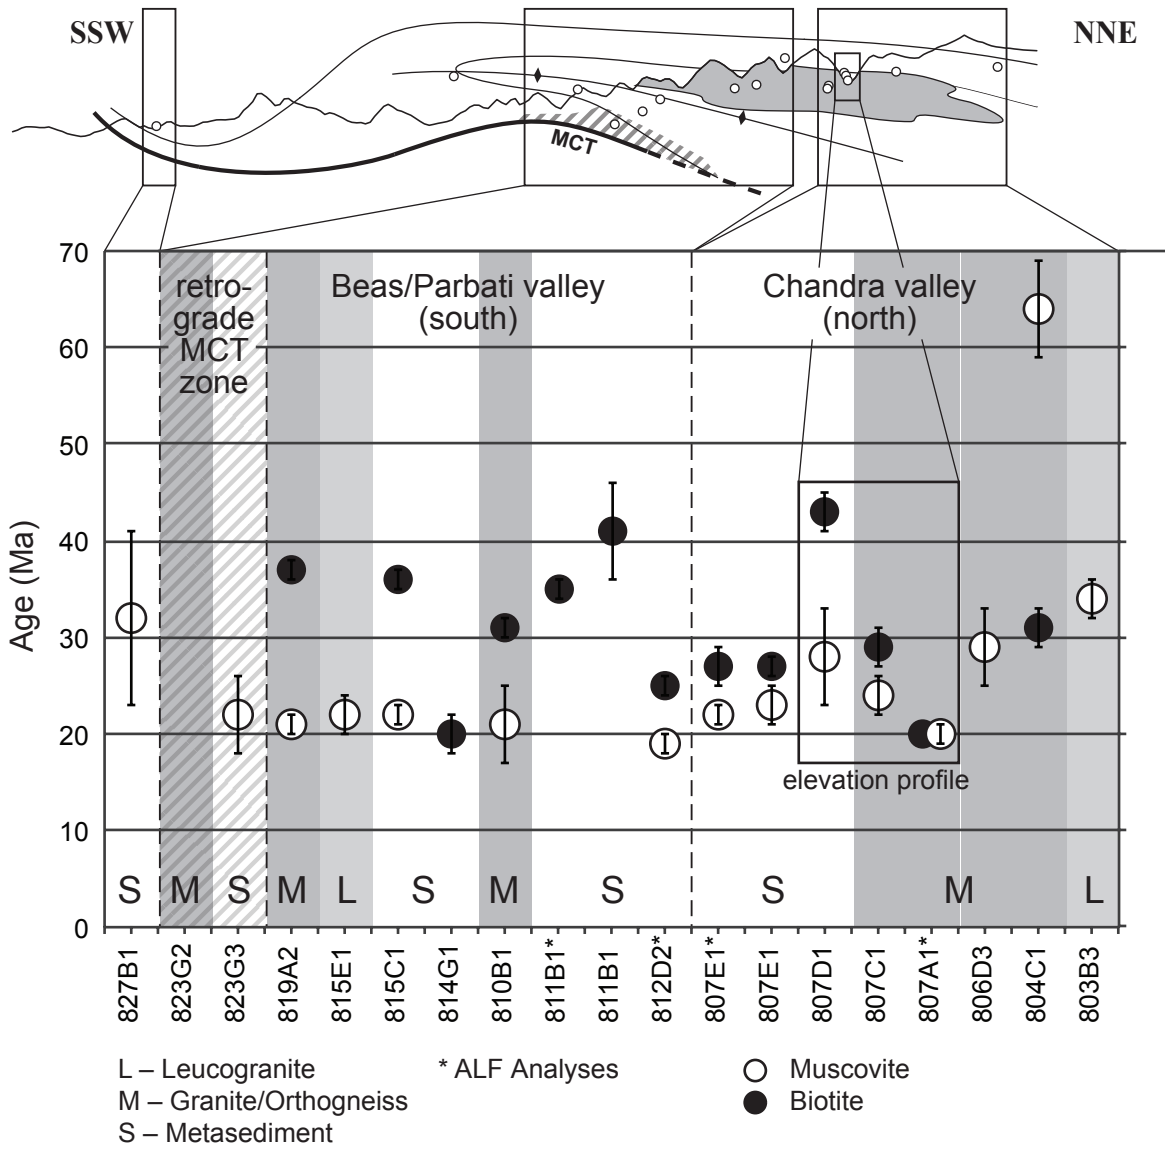 SSW
NNE
MCT
70
60
50
40
30
20
10
0
Age (Ma)
retro-
grade
MCT
zone
Beas/Parbati valley
(south)
Chandra valley
(north)
elevation profile
S M S M L S M S S M L
827B1
823G2
823G3
819A2
815E1
815C1
814G1
810B1
811B1*
811B1
812D2*
807E1*
807E1
807D1
807C1
807A1*
806D3
804C1
803B3
L – Leucogranite
M – Granite/Orthogneiss
S – Metasediment
* ALF Analyses
Muscovite
Biotite